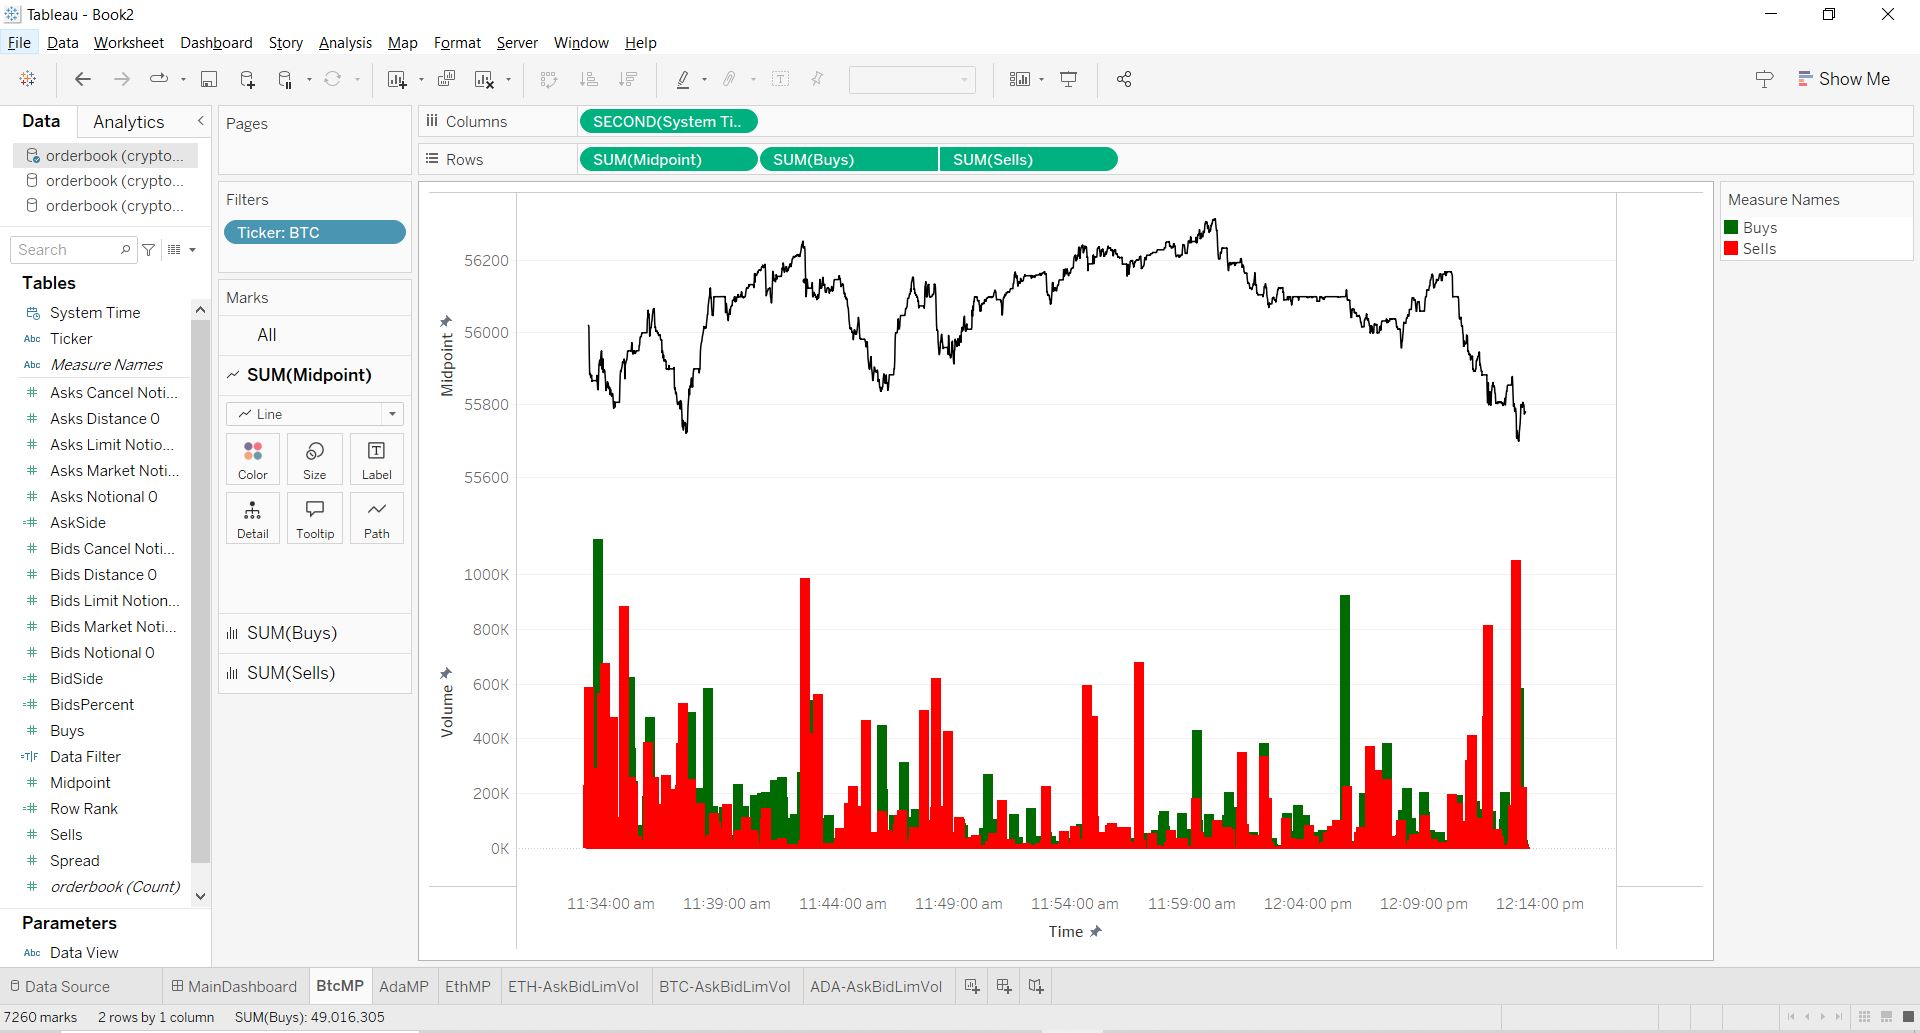 Tableau - Book2
File Data Worksheet Dashboard Story Analysis Map Format Server Window Help
Show Me
Data Analytics
orderbook (crypto...
orderbook (crypto...
orderbook (crypto...
Search
Tables
System Time
Abc Ticker
Abc Measure Names
Asks Cancel Noti...
Asks Distance 0
Asks Limit Notio...
Asks Market Noti...
Asks Notional 0
AskSide
Bids Cancel Noti...
Bids Distance 0
Bids Limit Notion...
Bids Market Noti...
Bids Notional 0
BidSide
BidsPercent
Buys
T|F Data Filter
Midpoint
Row Rank
Sells
Spread
orderbook (Count)
Parameters
Abc Data View
Pages
Filters
Ticker: BTC
Marks
All
SUM(Midpoint)
Line
Color Size Label
Detail Tooltip Path
SUM(Buys)
SUM(Sells)
Columns SECOND(System Ti..
Rows SUM(Midpoint) SUM(Buys) SUM(Sells)
Midpoint
56200
56000
55800
55600
Volume
1000K
800K
600K
400K
200K
0K
11:34:00 am 11:39:00 am 11:44:00 am 11:49:00 am 11:54:00 am 11:59:00 am 12:04:00 pm 12:09:00 pm 12:14:00 pm
Time
Measure Names
Buys
Sells
Data Source MainDashboard BtcMP AdaMP EthMP ETH-AskBidLimVol BTC-AskBidLimVol ADA-AskBidLimVol
7260 marks 2 rows by 1 column SUM(Buys): 49,016,305